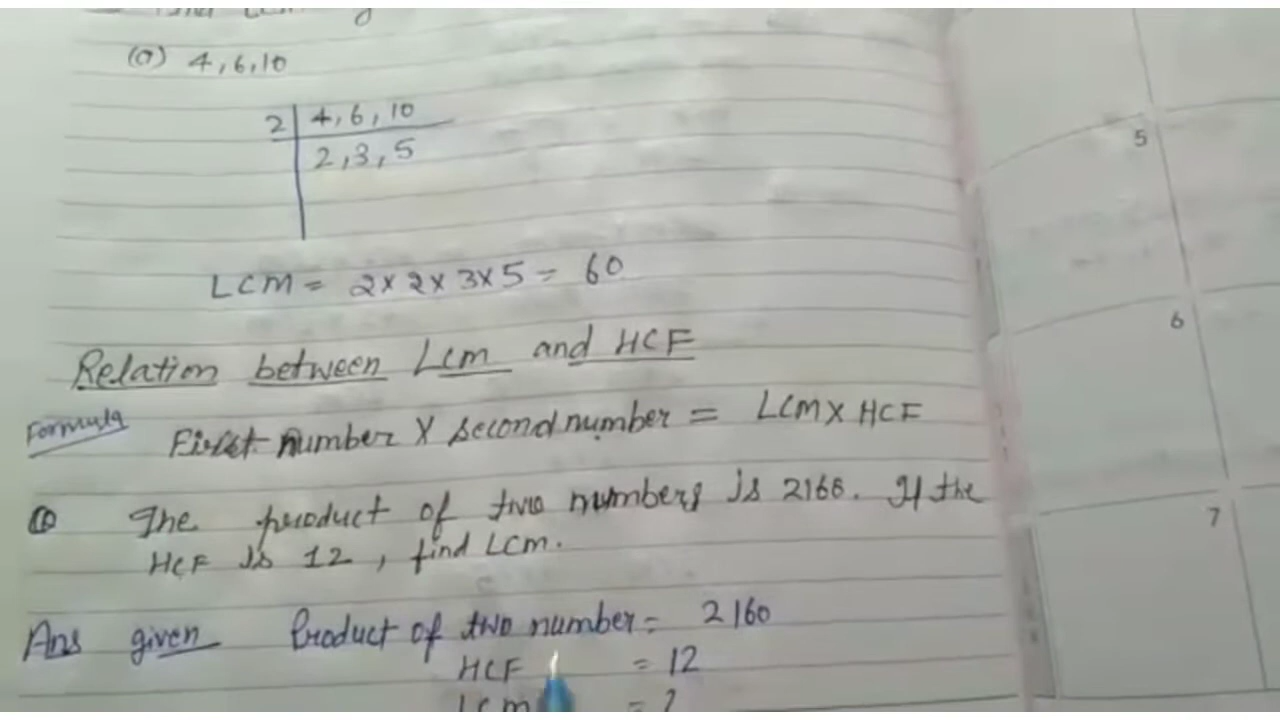 (a) 4, 6, 10
2 | 4, 6, 10
2, 3, 5
LCM = 2 x 2 x 3 x 5 = 60
Relation between Lcm and HCF
Formula First number X second number = LCM X HCF
The product of two numbers is 2160. If the
HCF is 12, find LCM.
Ans given Product of two number = 2160
HCF = 12
LCM = ?
5
6
7